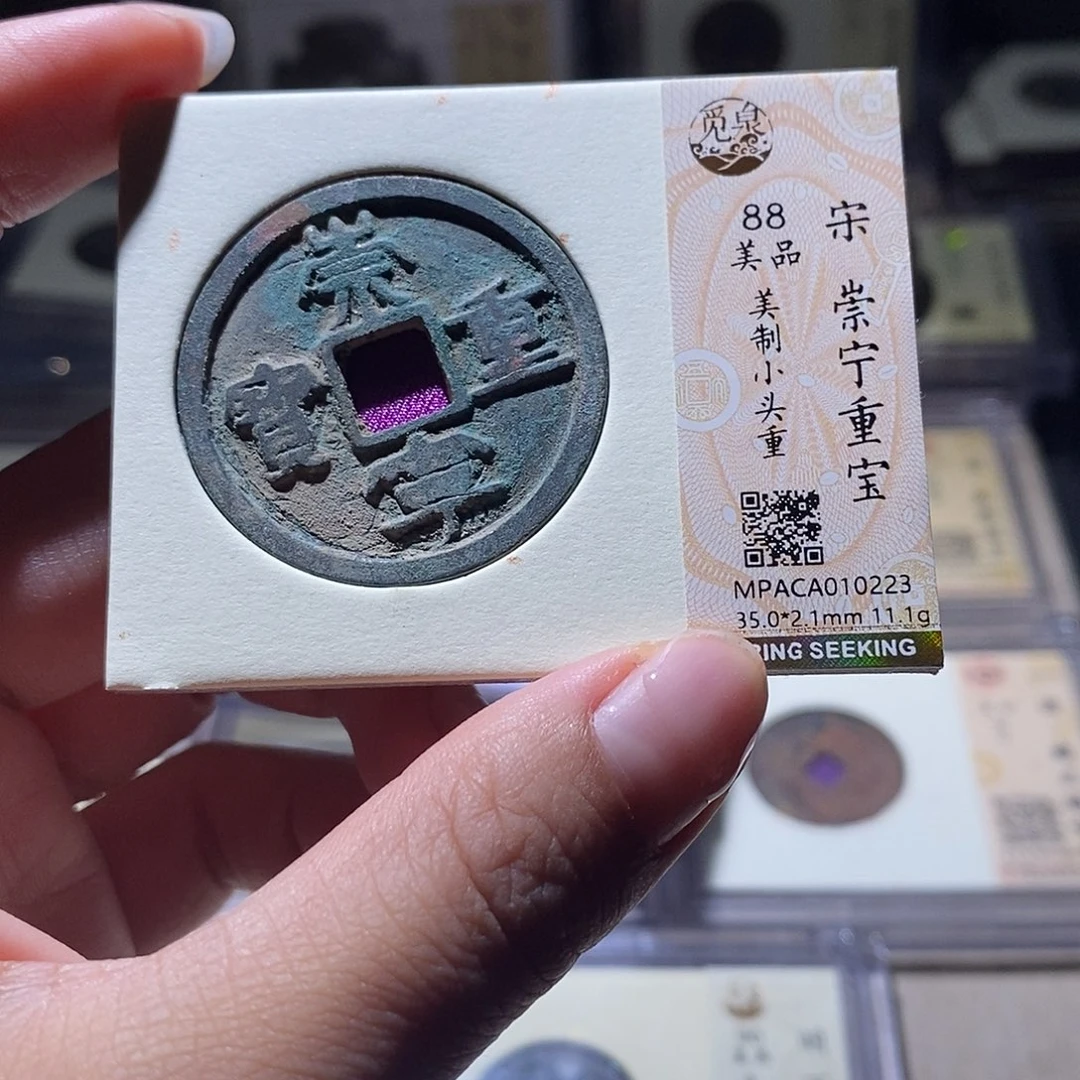 崇
重
寧
寶
觅泉
宋 崇宁重宝
88
美品
美制小头重
MPACA010223
35.0*2.1mm 11.1g
RING SEEKING